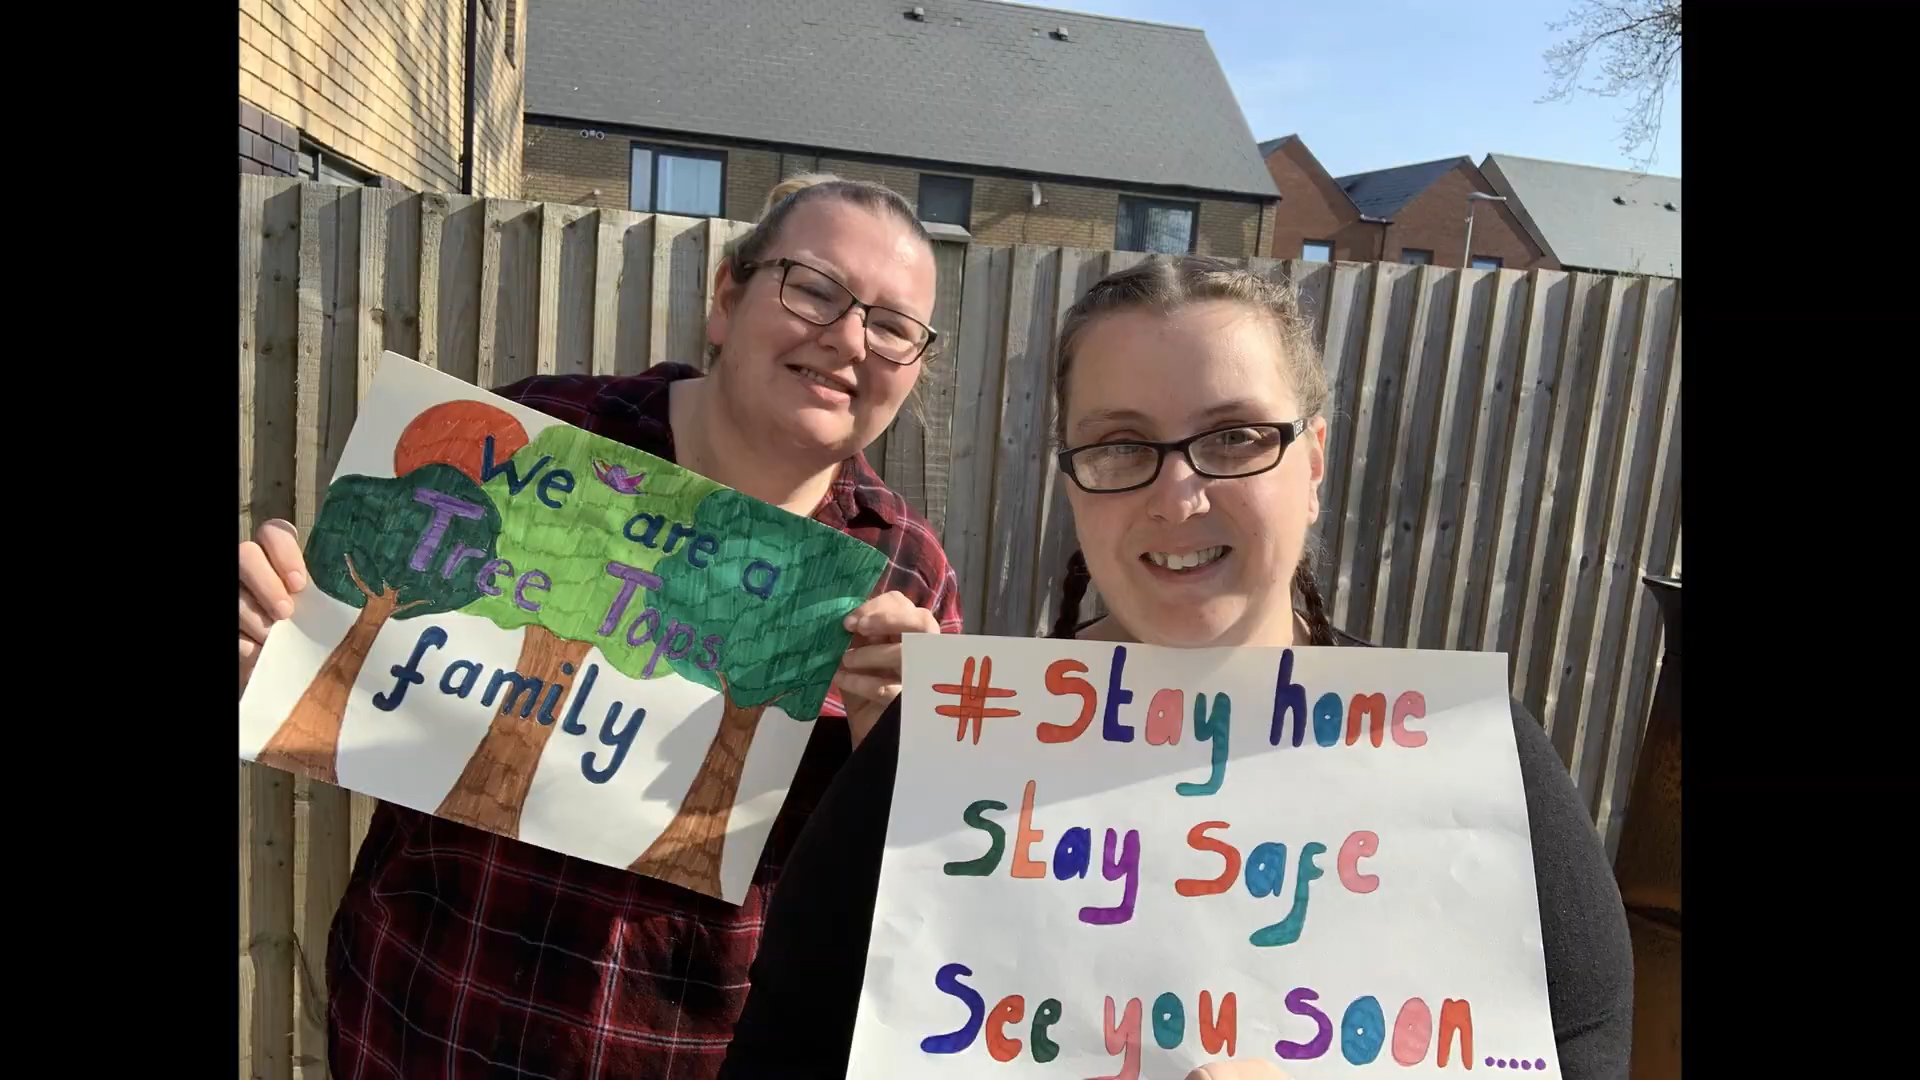 We are a
Tree Tops
family
#Stay home
Stay Safe
See you soon.....